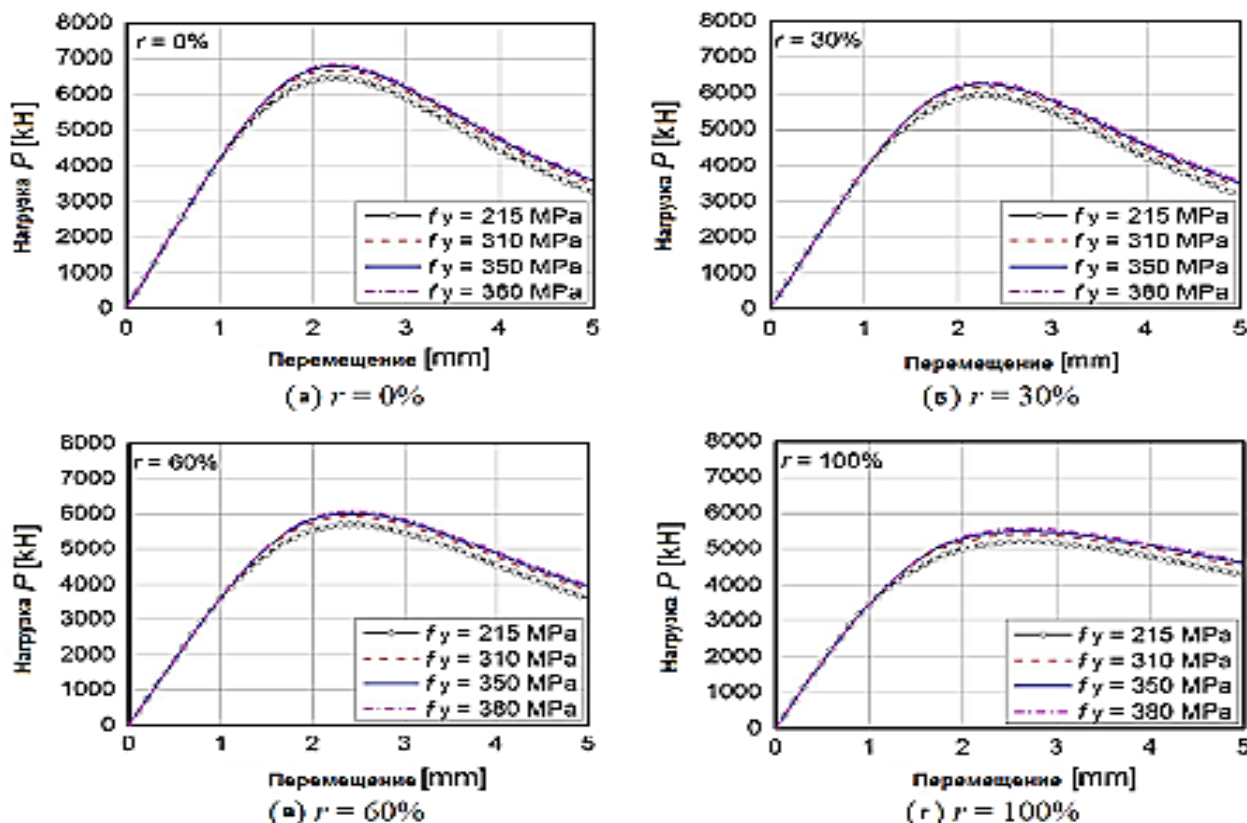 r = 0%
Нагрузка P [kH]
8000
7000
6000
5000
4000
3000
2000
1000
0
fy = 215 MPa
fy = 310 MPa
fy = 350 MPa
fy = 380 MPa
0 1 2 3 4 5
Перемещение [mm]
(а) r = 0%
r = 30%
Нагрузка P [kH]
8000
7000
6000
5000
4000
3000
2000
1000
0
fy = 215 MPa
fy = 310 MPa
fy = 350 MPa
fy = 380 MPa
0 1 2 3 4 5
Перемещение [mm]
(б) r = 30%
r = 60%
Нагрузка P [kH]
8000
7000
6000
5000
4000
3000
2000
1000
0
fy = 215 MPa
fy = 310 MPa
fy = 350 MPa
fy = 380 MPa
0 1 2 3 4 5
Перемещение [mm]
(в) r = 60%
r = 100%
Нагрузка P [kH]
8000
7000
6000
5000
4000
3000
2000
1000
0
fy = 215 MPa
fy = 310 MPa
fy = 350 MPa
fy = 380 MPa
0 1 2 3 4 5
Перемещение [mm]
(г) r = 100%